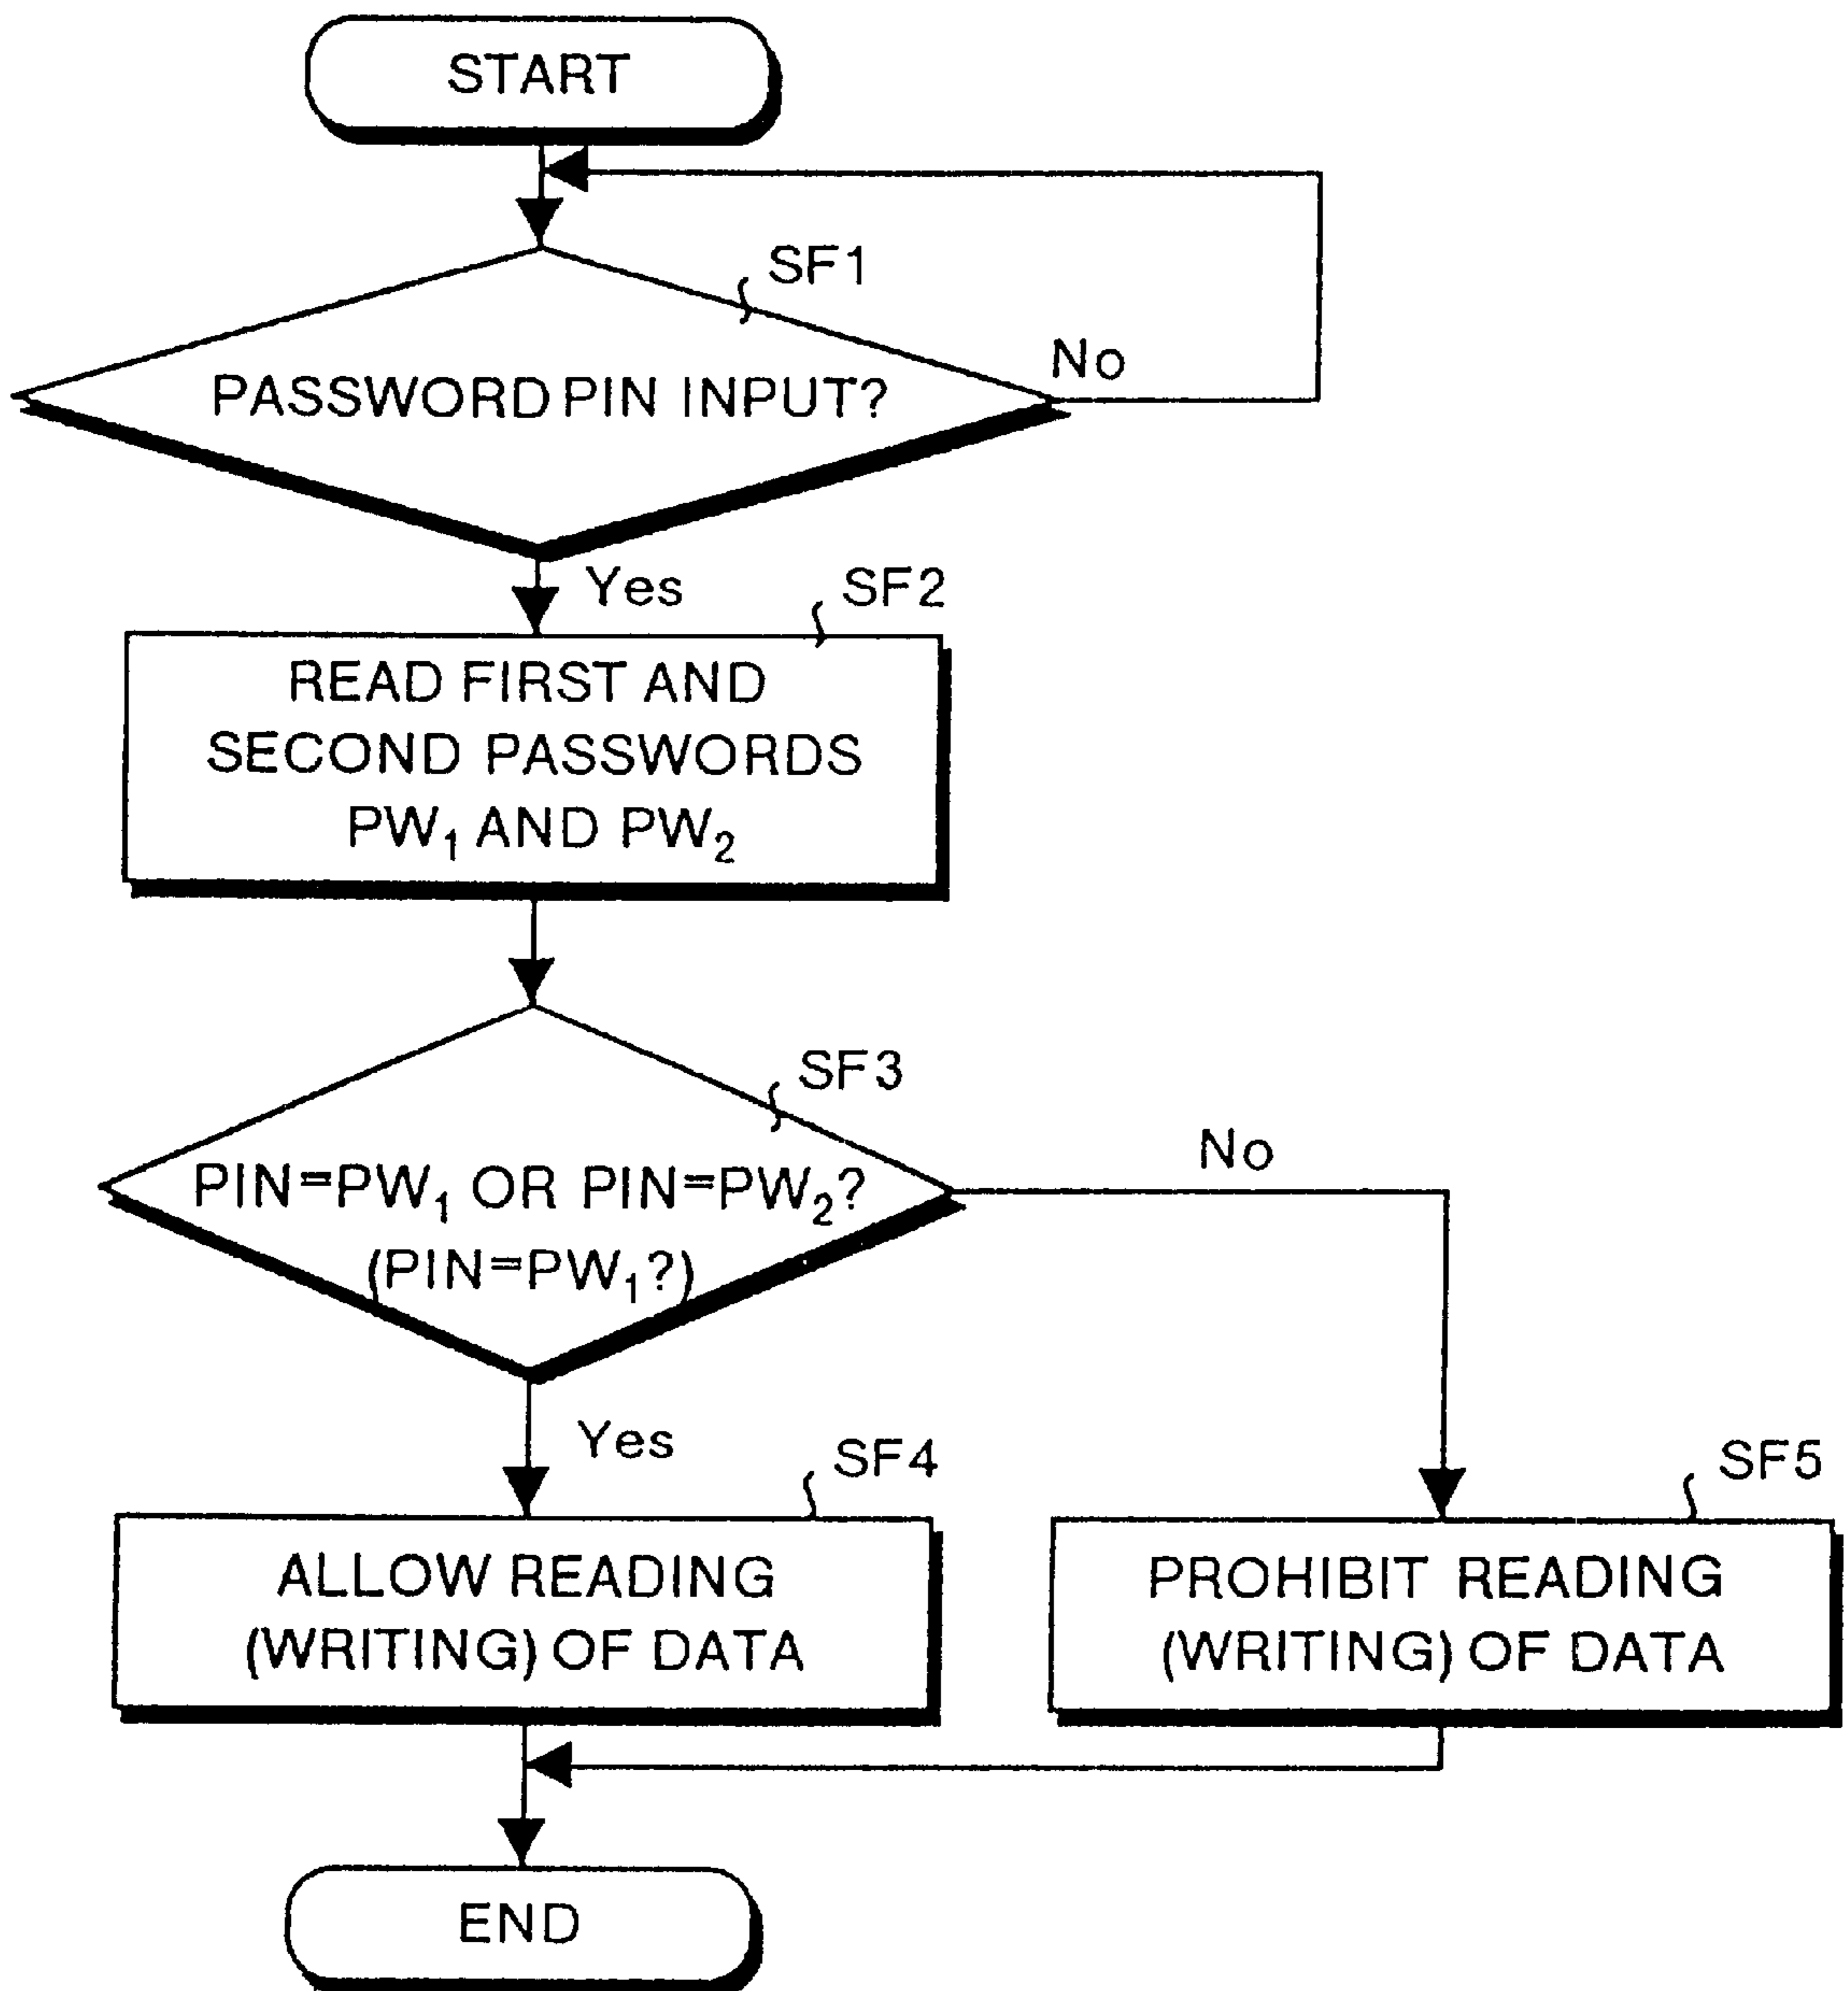 START
SF1
PASSWORD PIN INPUT?
No
Yes
SF2
READ FIRST AND
SECOND PASSWORDS
PW₁ AND PW₂
SF3
No
PIN=PW₁ OR PIN=PW₂?
(PIN=PW₁?)
Yes
SF4
SF5
ALLOW READING
(WRITING) OF DATA
PROHIBIT READING
(WRITING) OF DATA
END